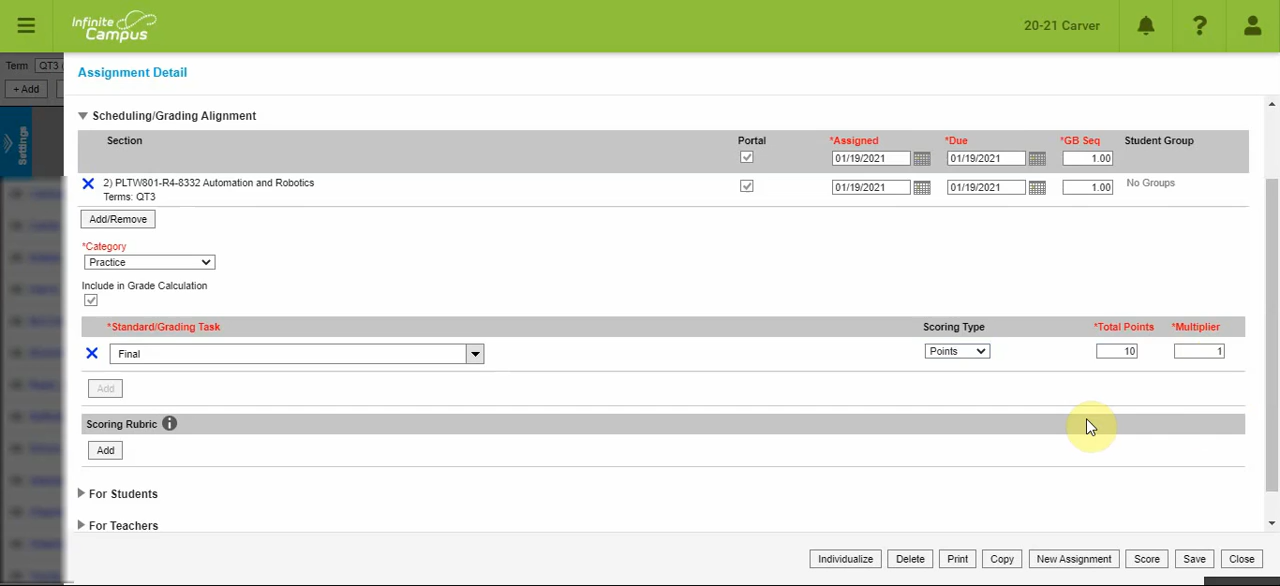 Infinite Campus
20-21 Carver
Term QT3
+ Add
Settings
Assignment Detail
Scheduling/Grading Alignment
Section Portal *Assigned *Due *GB Seq Student Group
01/19/2021 01/19/2021 1.00
2) PLTW801-R4-8332 Automation and Robotics 01/19/2021 01/19/2021 1.00 No Groups
Terms: QT3
Add/Remove
*Category
Practice
Include in Grade Calculation
*Standard/Grading Task Scoring Type *Total Points *Multiplier
Final Points 10 1
Add
Scoring Rubric
Add
For Students
For Teachers
Individualize Delete Print Copy New Assignment Score Save Close